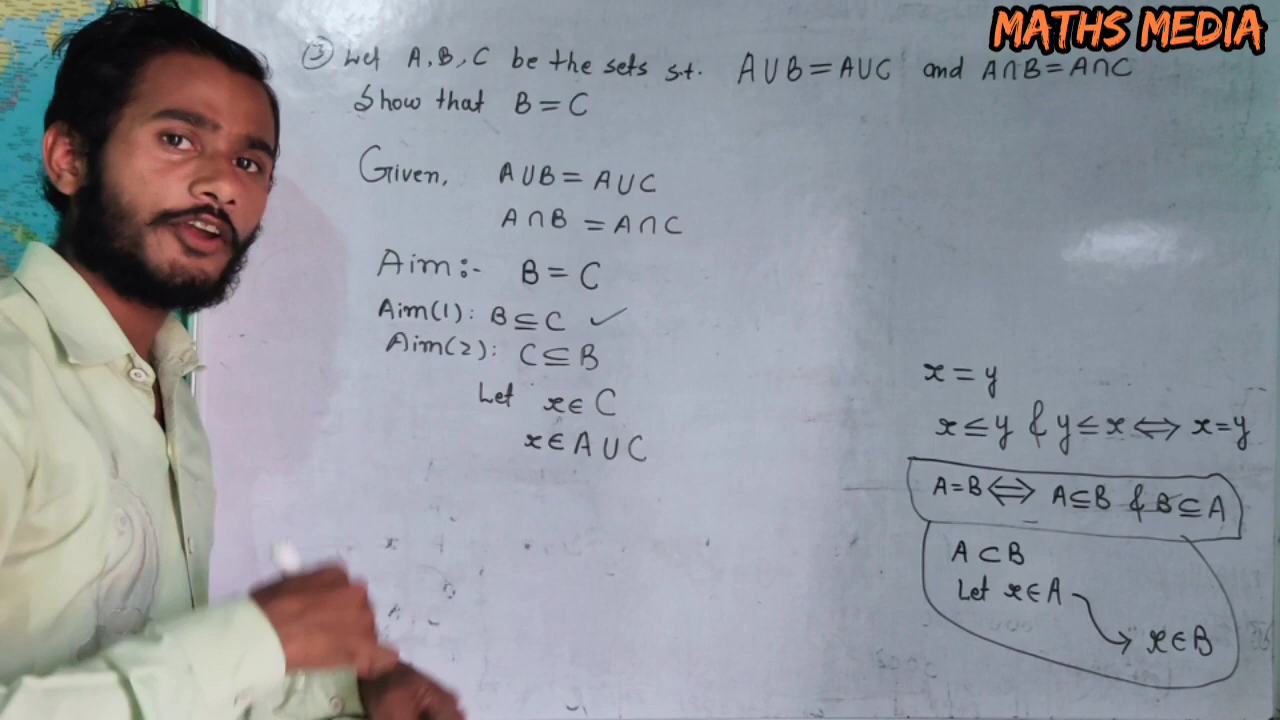 MATHS MEDIA
③ Let A, B, C be the sets s.t. A∪B = A∪C and A∩B = A∩C
Show that B = C
Given, A∪B = A∪C
A∩B = A∩C
Aim:- B = C
Aim(1): B ⊆ C ✓
Aim(2): C ⊆ B
Let x ∈ C
x ∈ A ∪ C
x = y
x ≤ y & y ≤ x ⟺ x = y
A = B ⟺ A ⊆ B & B ⊆ A
A ⊂ B
Let x ∈ A
→ x ∈ B